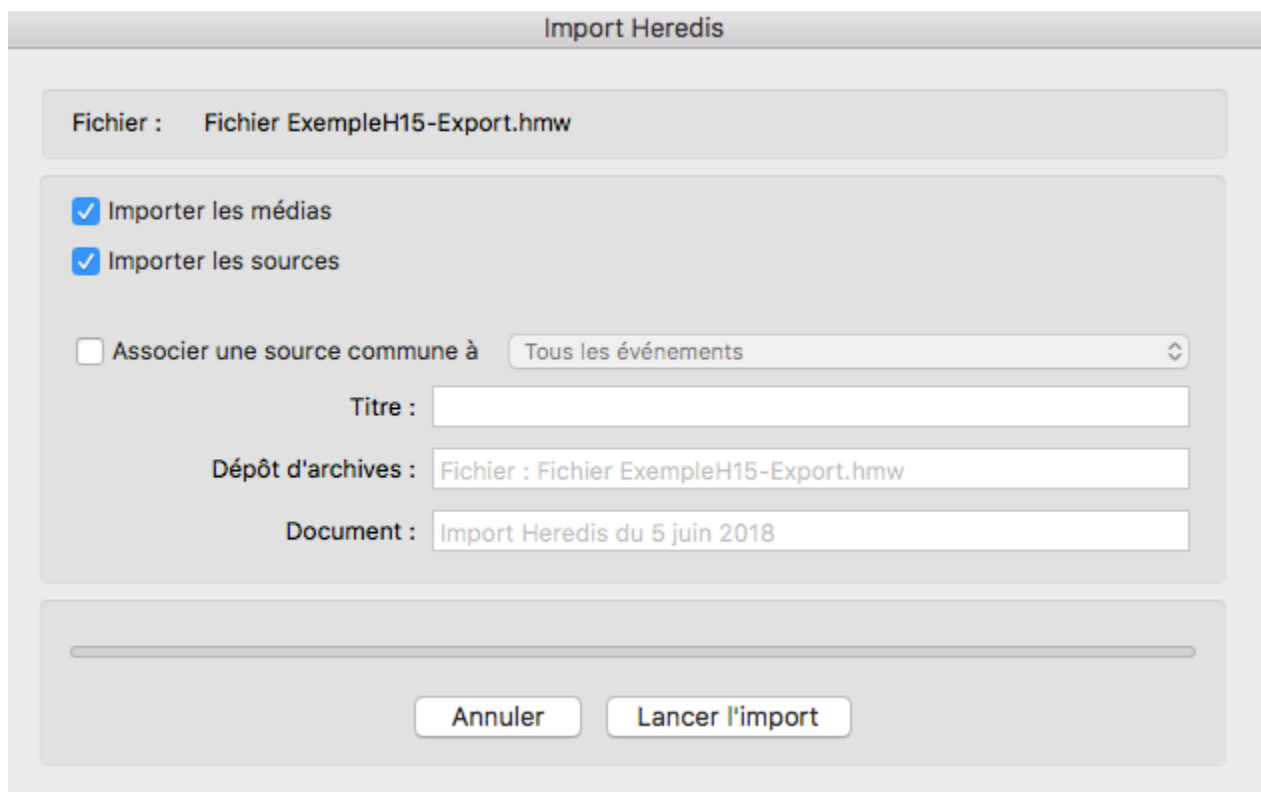 Import Heredis
Fichier : Fichier ExempleH15-Export.hmw
Importer les médias
Importer les sources
Associer une source commune à Tous les événements
Titre :
Dépôt d'archives : Fichier : Fichier ExempleH15-Export.hmw
Document : Import Heredis du 5 juin 2018
Annuler Lancer l'import